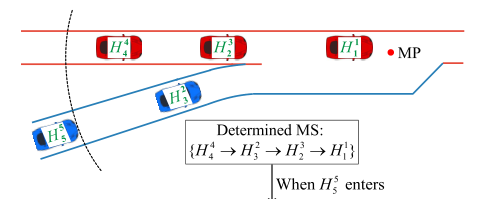 H_4^4 H_2^3 H_1^1 MP
H_3^2
H_5^5
Determined MS:
{H_4^4 → H_3^2 → H_2^3 → H_1^1}
When H_5^5 enters